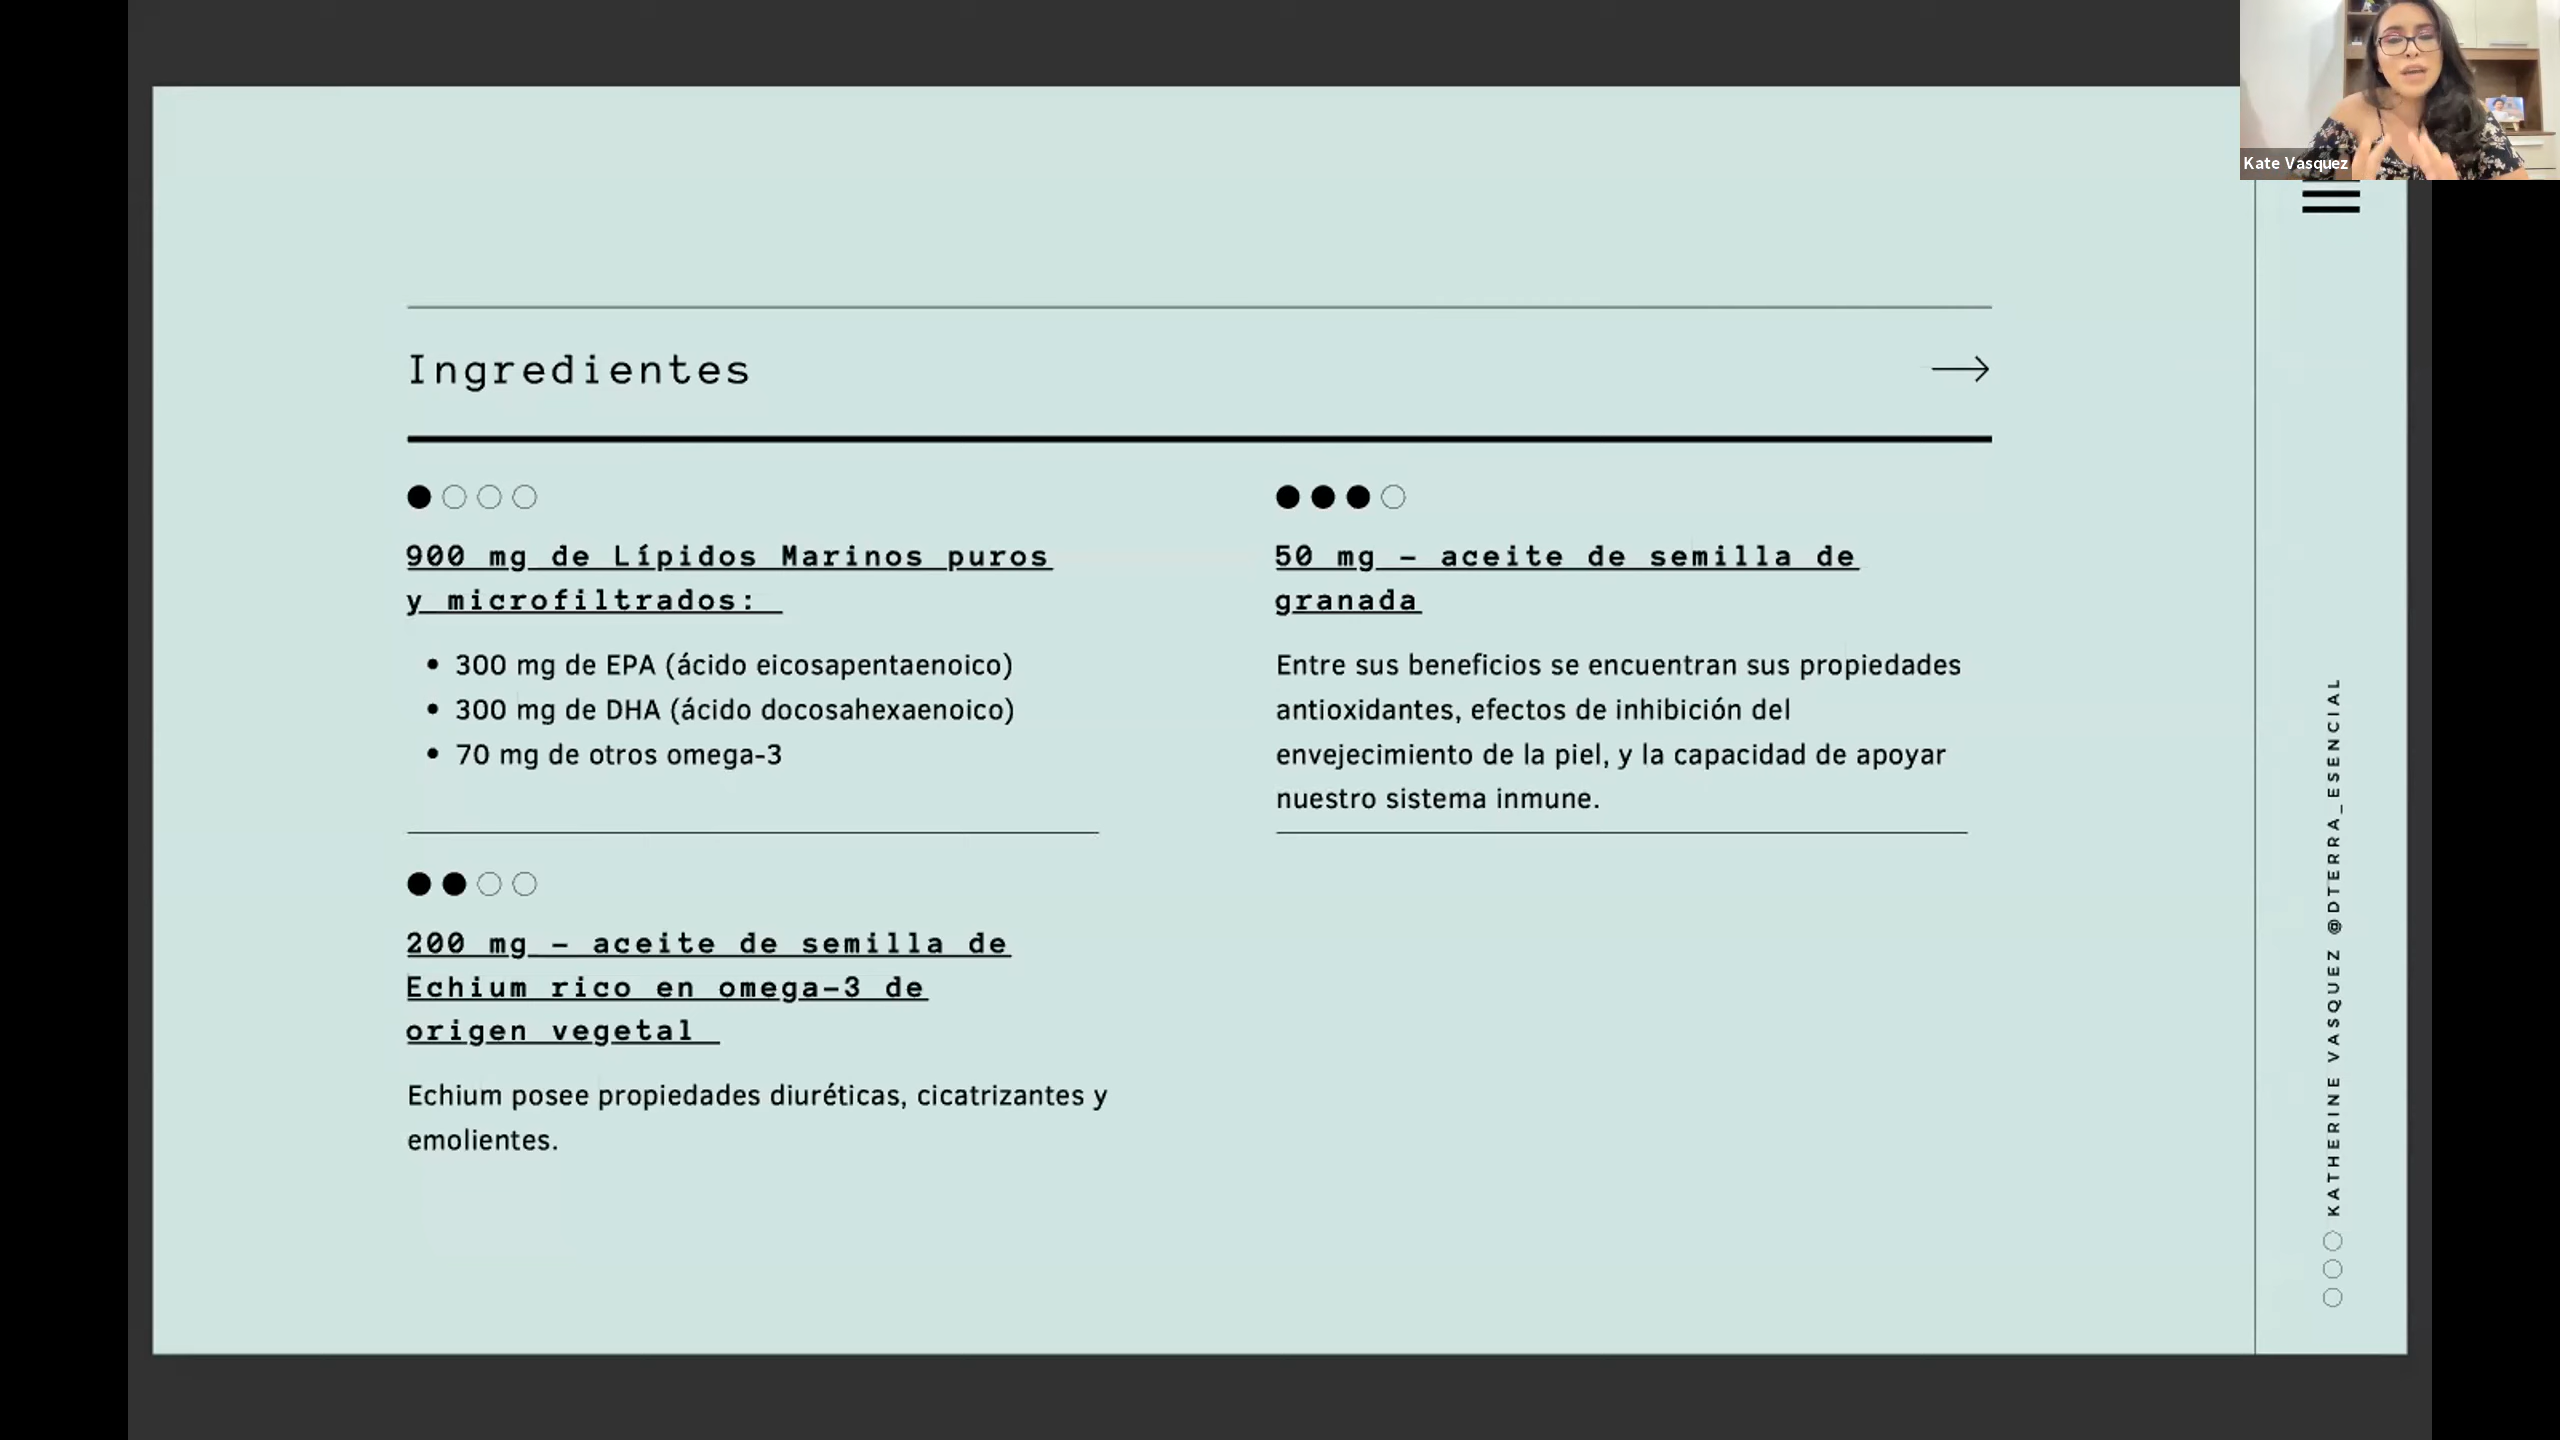 Kate Vasquez
Ingredientes
900 mg de Lípidos Marinos puros
y microfiltrados:
• 300 mg de EPA (ácido eicosapentaenoico)
• 300 mg de DHA (ácido docosahexaenoico)
• 70 mg de otros omega-3
200 mg - aceite de semilla de
Echium rico en omega-3 de
origen vegetal
Echium posee propiedades diuréticas, cicatrizantes y
emolientes.
50 mg - aceite de semilla de
granada
Entre sus beneficios se encuentran sus propiedades
antioxidantes, efectos de inhibición del
envejecimiento de la piel, y la capacidad de apoyar
nuestro sistema inmune.
KATHERINE VASQUEZ @DTERRA_ESENCIAL